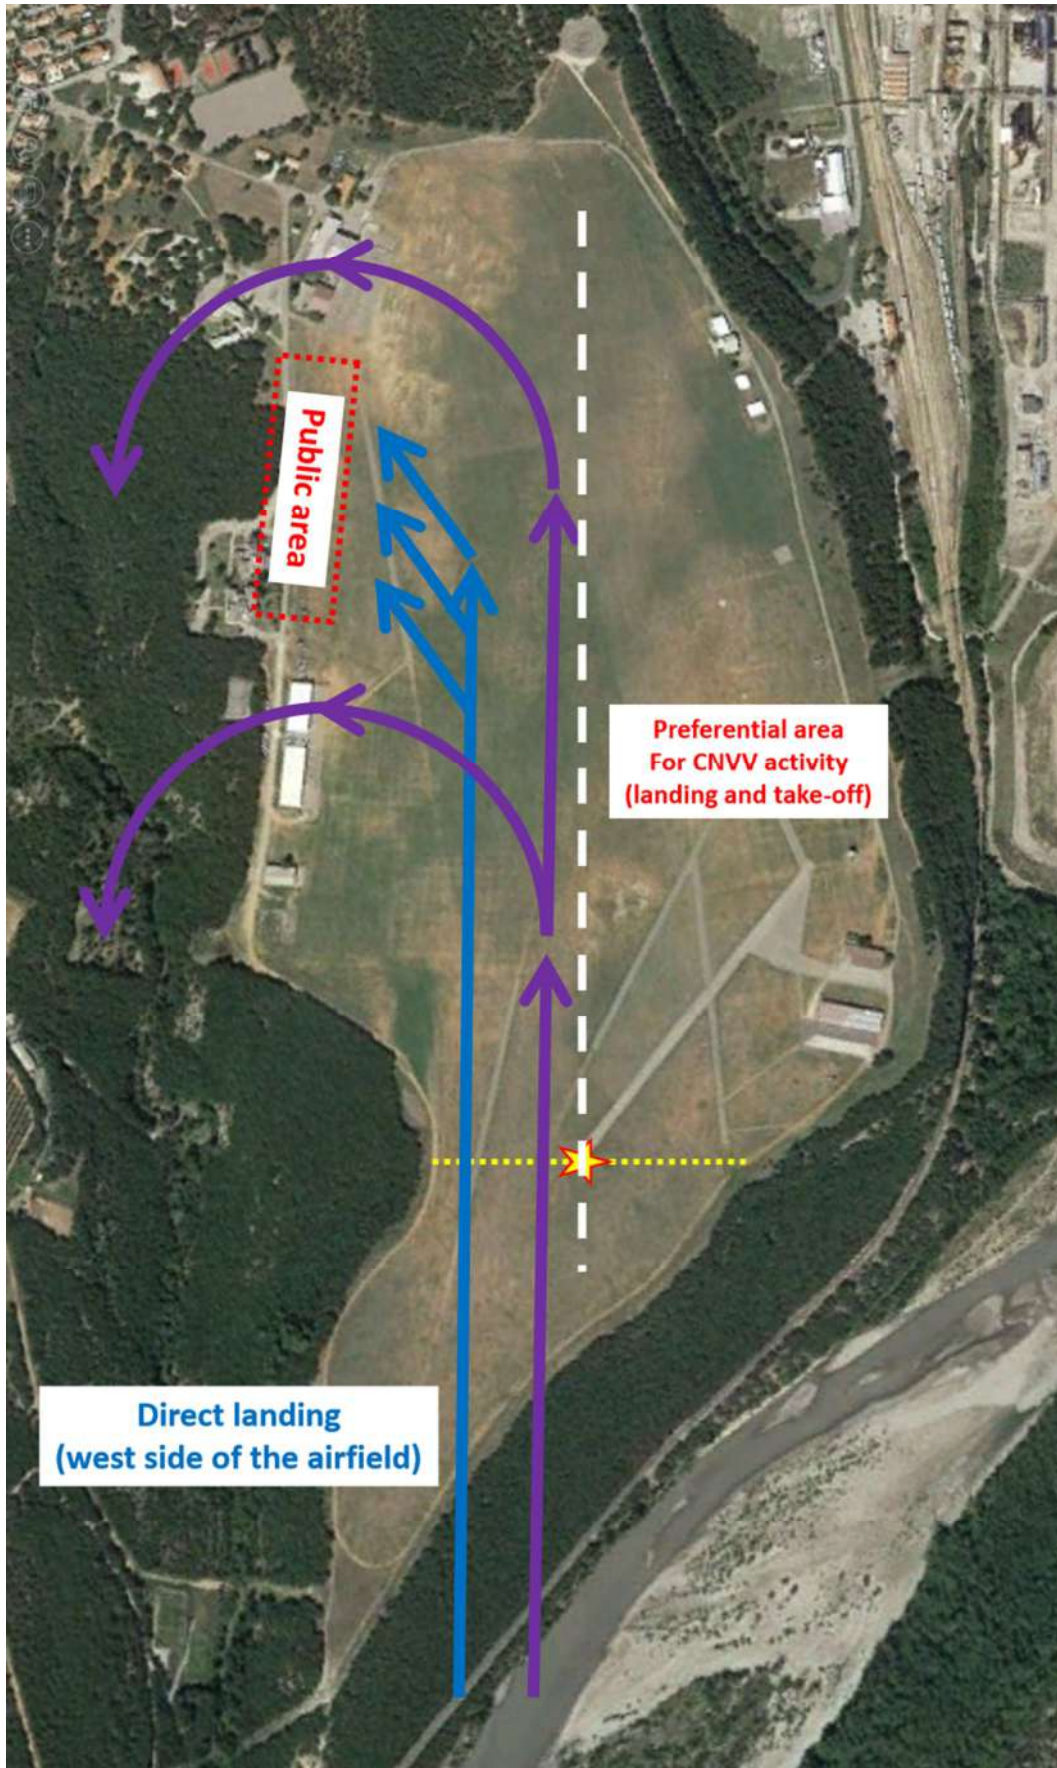 Public area
Preferential area
For CNVV activity
(landing and take-off)
Direct landing
(west side of the airfield)